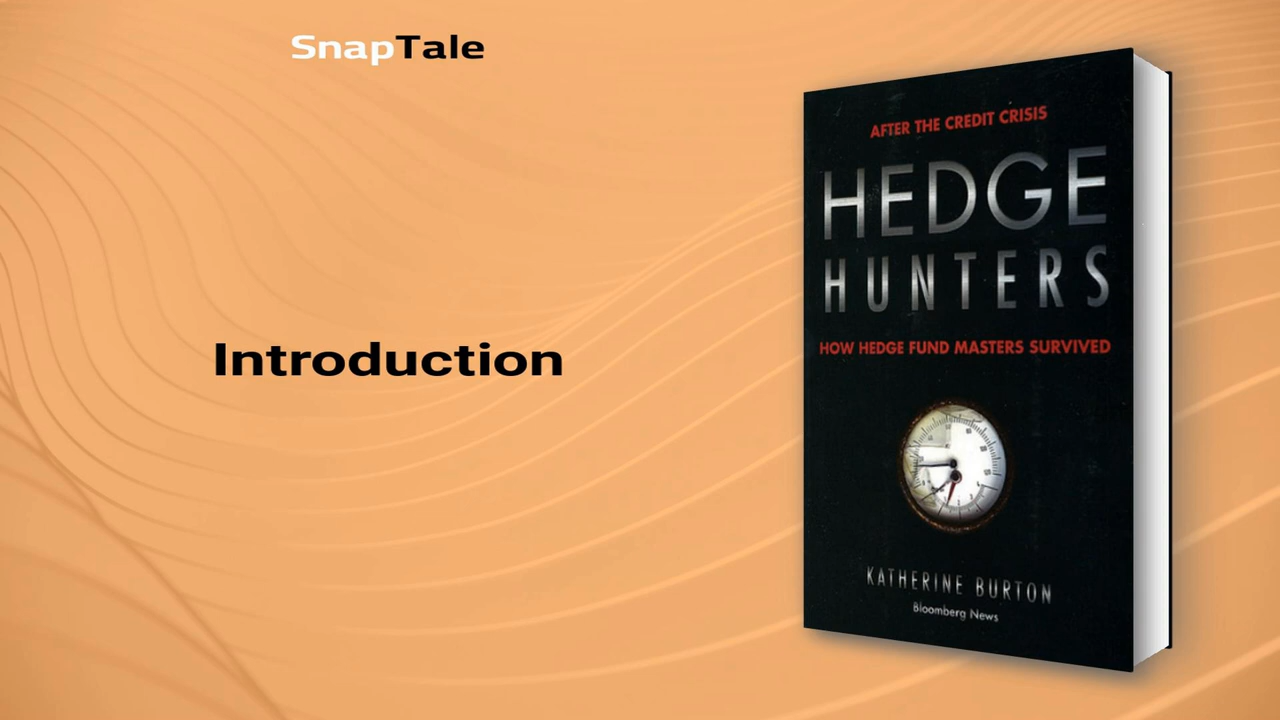 SnapTale
Introduction
AFTER THE CREDIT CRISIS
HEDGE
HUNTERS
HOW HEDGE FUND MASTERS SURVIVED
KATHERINE BURTON
Bloomberg News